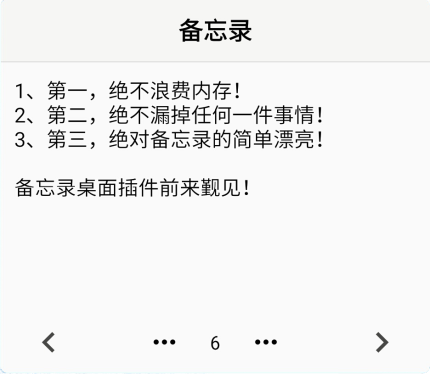 备忘录
1、第一，绝不浪费内存！
2、第二，绝不漏掉任何一件事情！
3、第三，绝对备忘录的简单漂亮！
备忘录桌面插件前来觐见！
••• 6 •••